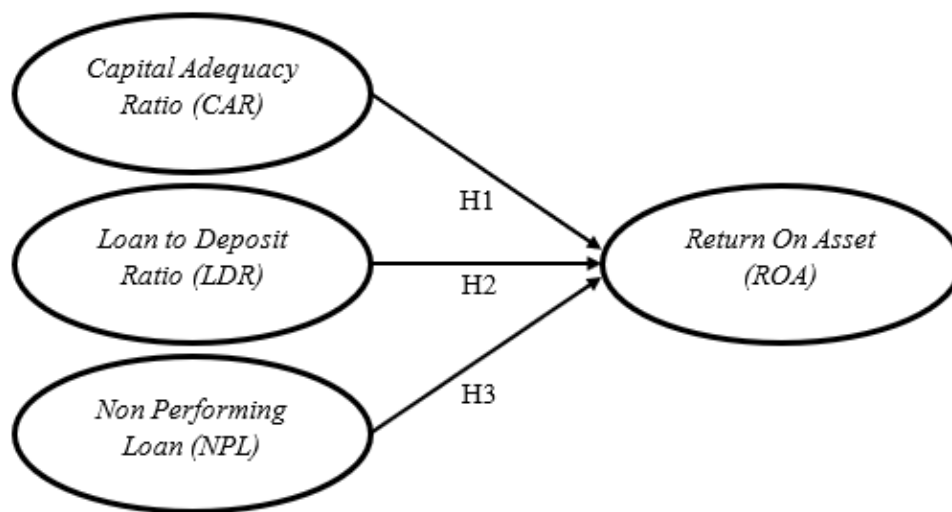 Capital Adequacy
Ratio (CAR)
H1
Loan to Deposit
Ratio (LDR)
H2
Return On Asset
(ROA)
Non Performing
Loan (NPL)
H3